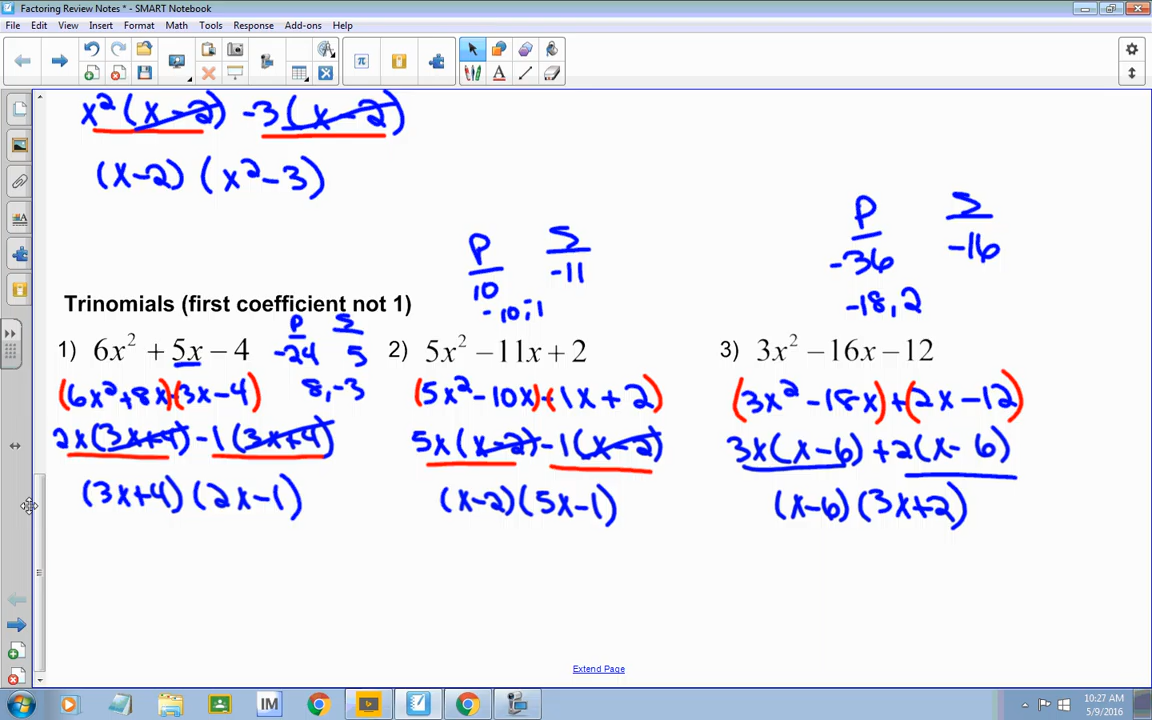 Factoring Review Notes * - SMART Notebook
File Edit View Insert Format Math Tools Response Add-ons Help
x² (x-2) -3 (x-2)
(x-2) (x²-3)
P S
10 -11
-10,-1
P S
-36 -16
-18, 2
Trinomials (first coefficient not 1)
P S
-24 5
8,-3
1) 6x² + 5x - 4
(6x²+8x)(-3x-4)
2x(3x+4) -1(3x+4)
(3x+4)(2x-1)
2) 5x² - 11x + 2
(5x²-10x)(-1x+2)
5x(x-2) -1(x-2)
(x-2)(5x-1)
3) 3x² - 16x - 12
(3x²-18x)+(2x-12)
3x(x-6)+2(x-6)
(x-6)(3x+2)
Extend Page
IM
10:27 AM
5/9/2016